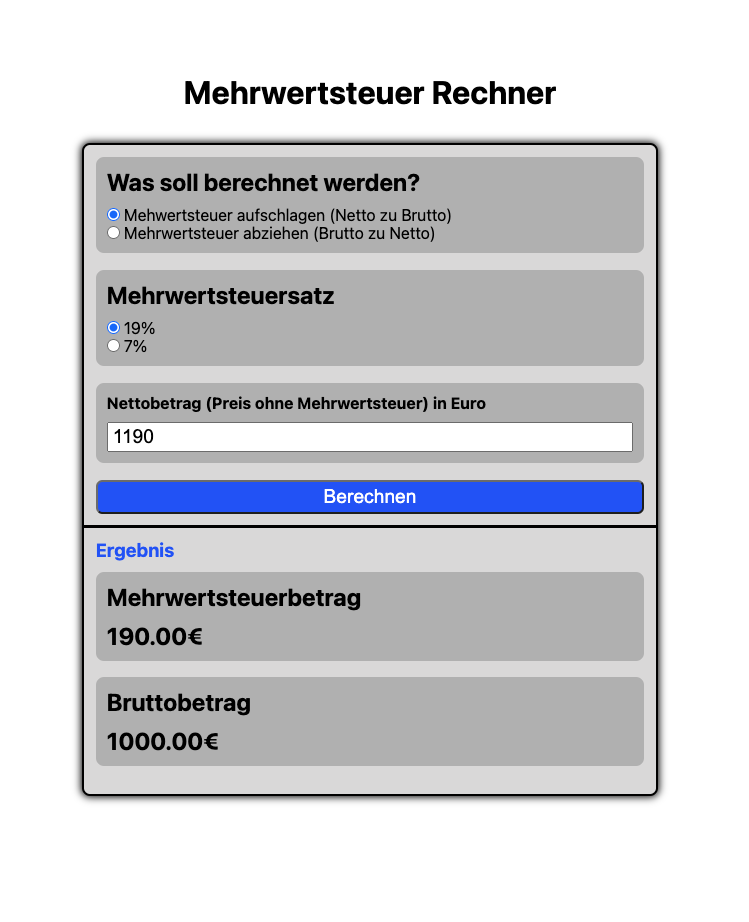 Mehrwertsteuer Rechner
Was soll berechnet werden?
Mehwertsteuer aufschlagen (Netto zu Brutto)
Mehrwertsteuer abziehen (Brutto zu Netto)
Mehrwertsteuersatz
19%
7%
Nettobetrag (Preis ohne Mehrwertsteuer) in Euro
1190
Berechnen
Ergebnis
Mehrwertsteuerbetrag
190.00€
Bruttobetrag
1000.00€